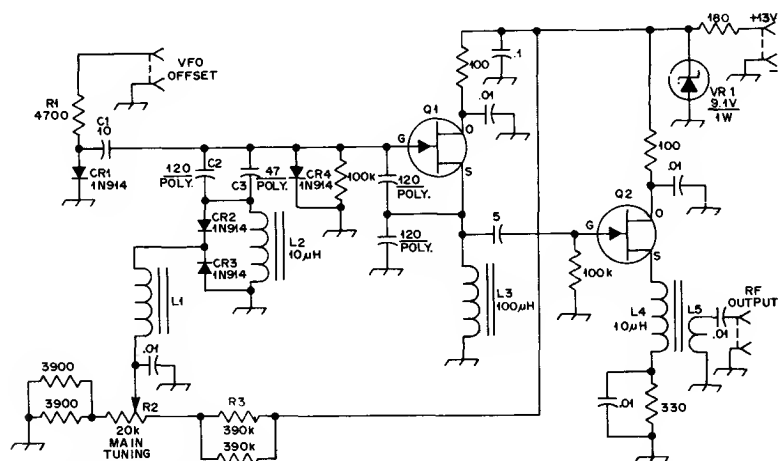 VFO
OFFSET
R1
4700
C1
10
CR1
1N914
120
POLY.
C2
47
POLY.
C3
CR4
1N914
100k
120
POLY.
120
POLY.
CR2
1N914
CR3
1N914
L2
10µH
L1
.01
3900
3900
R2
20k
MAIN
TUNING
R3
390k
390k
100
.1
.01
Q1
G
D
S
5
L3
100µH
100k
180
+13V
−
VR1
9.1V
1W
100
.01
Q2
G
D
S
L4
10µH
L5
.01
RF
OUTPUT
.01
330